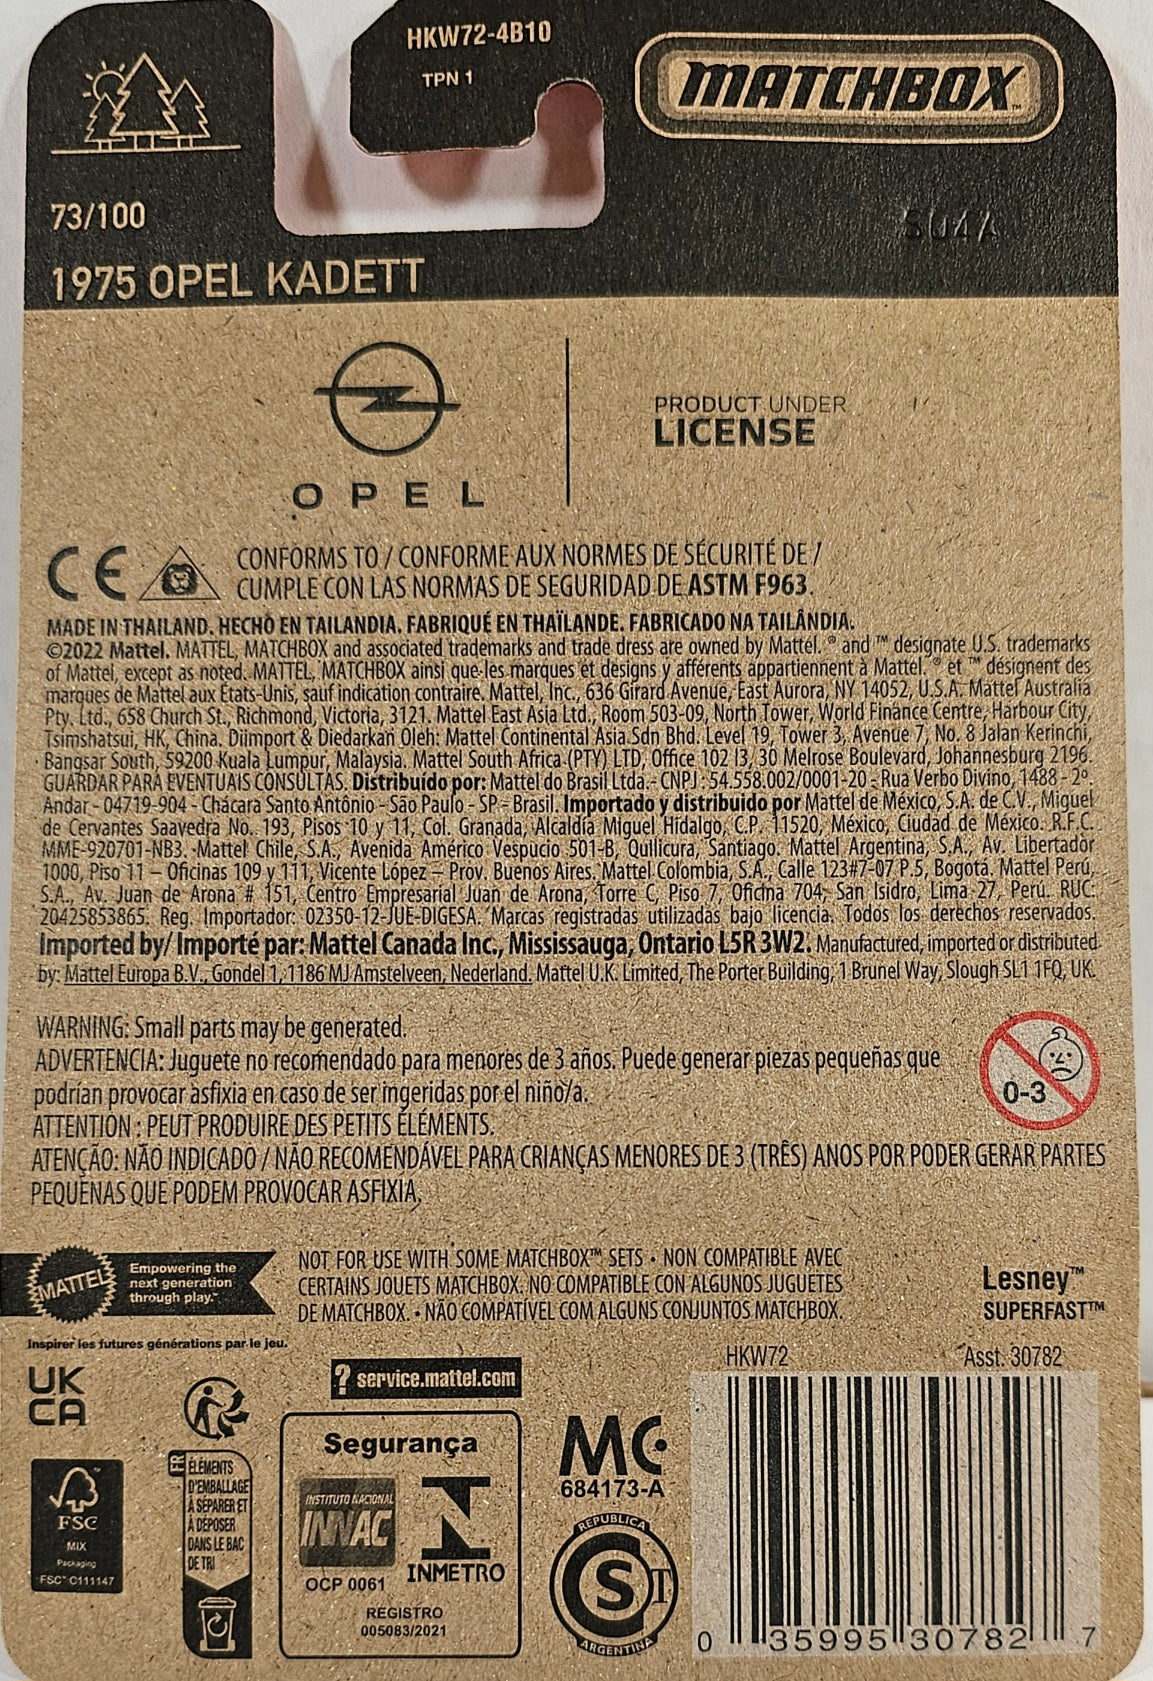 HKW72-4B10
TPN 1
MATCHBOX™
73/100
S04A
1975 OPEL KADETT
OPEL
PRODUCT UNDER
LICENSE
CE
CONFORMS TO / CONFORME AUX NORMES DE SÉCURITÉ DE /
CUMPLE CON LAS NORMAS DE SEGURIDAD DE ASTM F963.
MADE IN THAILAND. HECHO EN TAILANDIA. FABRIQUÉ EN THAÏLANDE. FABRICADO NA TAILÂNDIA.
©2022 Mattel. MATTEL, MATCHBOX and associated trademarks and trade dress are owned by Mattel. ® and ™ designate U.S. trademarks
of Mattel, except as noted. MATTEL, MATCHBOX ainsi que les marques et designs y afférents appartiennent à Mattel. ® et ™ désignent des
marques de Mattel aux États-Unis, sauf indication contraire. Mattel, Inc., 636 Girard Avenue, East Aurora, NY 14052, U.S.A. Mattel Australia
Pty. Ltd., 658 Church St., Richmond, Victoria, 3121. Mattel East Asia Ltd., Room 503-09, North Tower, World Finance Centre, Harbour City,
Tsimshatsui, HK, China. Diimport & Diedarkan Oleh: Mattel Continental Asia Sdn Bhd. Level 19, Tower 3, Avenue 7, No. 8 Jalan Kerinchi,
Bangsar South, 59200 Kuala Lumpur, Malaysia. Mattel South Africa (PTY) LTD, Office 102 I3, 30 Melrose Boulevard, Johannesburg 2196.
GUARDAR PARA EVENTUAIS CONSULTAS. Distribuído por: Mattel do Brasil Ltda.- CNPJ : 54.558.002/0001-20 - Rua Verbo Divino, 1488 - 2º.
Andar - 04719-904 - Chácara Santo Antônio - São Paulo - SP - Brasil. Importado y distribuido por Mattel de México, S.A. de C.V., Miguel
de Cervantes Saavedra No. 193, Pisos 10 y 11, Col. Granada, Alcaldía Miguel Hidalgo, C.P. 11520, México, Ciudad de México. R.F.C.
MME-920701-NB3. Mattel Chile, S.A., Avenida Américo Vespucio 501-B, Quilicura, Santiago. Mattel Argentina, S.A., Av. Libertador
1000, Piso 11 – Oficinas 109 y 111, Vicente López – Prov. Buenos Aires. Mattel Colombia, S.A., Calle 123#7-07 P.5, Bogotá. Mattel Perú,
S.A., Av. Juan de Arona # 151, Centro Empresarial Juan de Arona, Torre C, Piso 7, Oficina 704, San Isidro, Lima 27, Perú. RUC:
20425853865. Reg. Importador: 02350-12-JUE-DIGESA. Marcas registradas utilizadas bajo licencia. Todos los derechos reservados.
Imported by/ Importé par: Mattel Canada Inc., Mississauga, Ontario L5R 3W2. Manufactured, imported or distributed
by: Mattel Europa B.V., Gondel 1, 1186 MJ Amstelveen, Nederland. Mattel U.K. Limited, The Porter Building, 1 Brunel Way, Slough SL1 1FQ, UK.
WARNING: Small parts may be generated.
ADVERTENCIA: Juguete no recomendado para menores de 3 años. Puede generar piezas pequeñas que
podrían provocar asfixia en caso de ser ingeridas por el niño/a.
ATTENTION : PEUT PRODUIRE DES PETITS ÉLÉMENTS.
ATENÇÃO: NÃO INDICADO / NÃO RECOMENDÁVEL PARA CRIANÇAS MENORES DE 3 (TRÊS) ANOS POR PODER GERAR PARTES
PEQUENAS QUE PODEM PROVOCAR ASFIXIA.
0-3
MATTEL
Empowering the
next generation
through play.™
Inspirer les futures générations par le jeu.
NOT FOR USE WITH SOME MATCHBOX™ SETS • NON COMPATIBLE AVEC
CERTAINS JOUETS MATCHBOX. NO COMPATIBLE CON ALGUNOS JUGUETES
DE MATCHBOX. • NÃO COMPATÍVEL COM ALGUNS CONJUNTOS MATCHBOX.
Lesney™
SUPERFAST™
HKW72
Asst. 30782
UK
CA
? service.mattel.com
FSC
MIX
Packaging
FSC® C111147
FR
ÉLÉMENTS
D'EMBALLAGE
À SÉPARER ET
À DÉPOSER
DANS LE BAC
DE TRI
Segurança
INSTITUTO NACIONAL
INNAC
OCP 0061
INMETRO
REGISTRO
005083/2021
MC
684173-A
REPUBLICA
S T
ARGENTINA
0 35995 30782 7